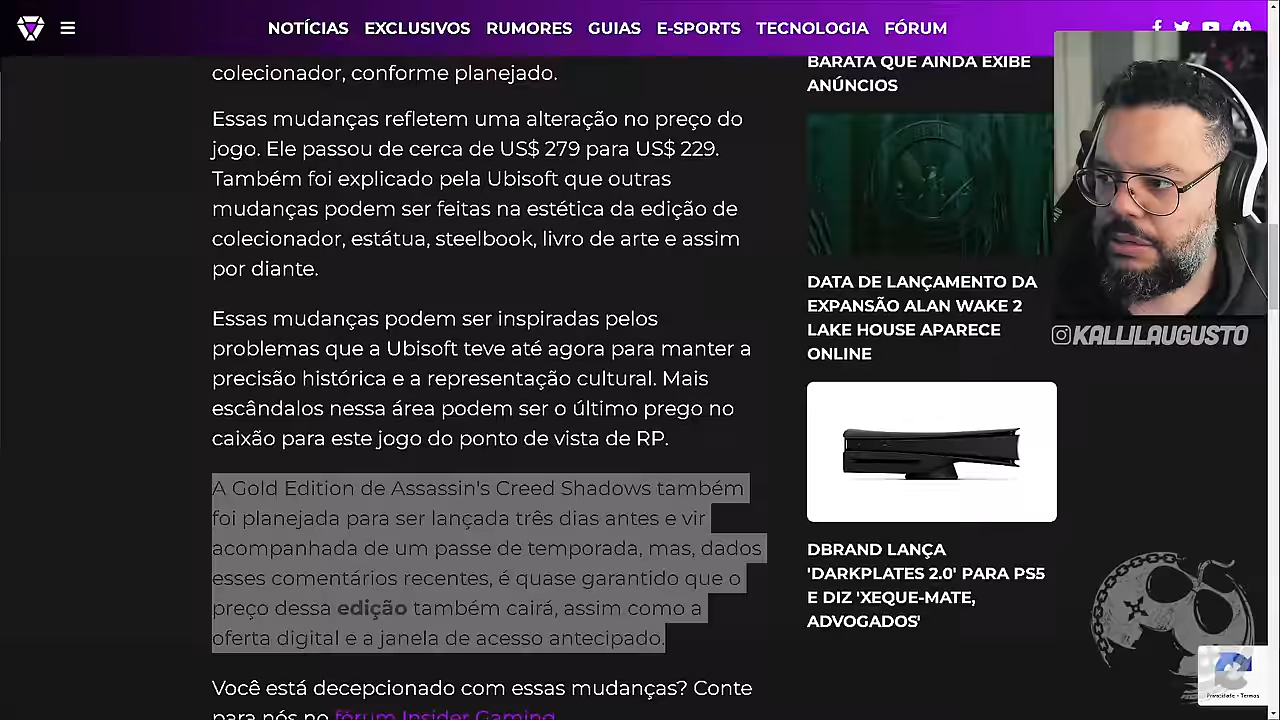 NOTÍCIAS EXCLUSIVOS RUMORES GUIAS E-SPORTS TECNOLOGIA FÓRUM
colecionador, conforme planejado.
Essas mudanças refletem uma alteração no preço do
jogo. Ele passou de cerca de US$ 279 para US$ 229.
Também foi explicado pela Ubisoft que outras
mudanças podem ser feitas na estética da edição de
colecionador, estátua, steelbook, livro de arte e assim
por diante.
Essas mudanças podem ser inspiradas pelos
problemas que a Ubisoft teve até agora para manter a
precisão histórica e a representação cultural. Mais
escândalos nessa área podem ser o último prego no
caixão para este jogo do ponto de vista de RP.
A Gold Edition de Assassin's Creed Shadows também
foi planejada para ser lançada três dias antes e vir
acompanhada de um passe de temporada, mas, dados
esses comentários recentes, é quase garantido que o
preço dessa edição também cairá, assim como a
oferta digital e a janela de acesso antecipado.
Você está decepcionado com essas mudanças? Conte
para nós no fórum Insider Gaming
BARATA QUE AINDA EXIBE
ANÚNCIOS
DATA DE LANÇAMENTO DA
EXPANSÃO ALAN WAKE 2
LAKE HOUSE APARECE
ONLINE
DBRAND LANÇA
'DARKPLATES 2.0' PARA PS5
E DIZ 'XEQUE-MATE,
ADVOGADOS'
KALLILAUGUSTO
Privacidade - Termos